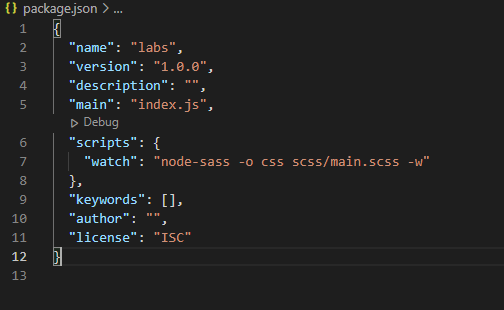 {} package.json > ...
1 {
2 "name": "labs",
3 "version": "1.0.0",
4 "description": "",
5 "main": "index.js",
Debug
6 "scripts": {
7 "watch": "node-sass -o css scss/main.scss -w"
8 },
9 "keywords": [],
10 "author": "",
11 "license": "ISC"
12 }
13